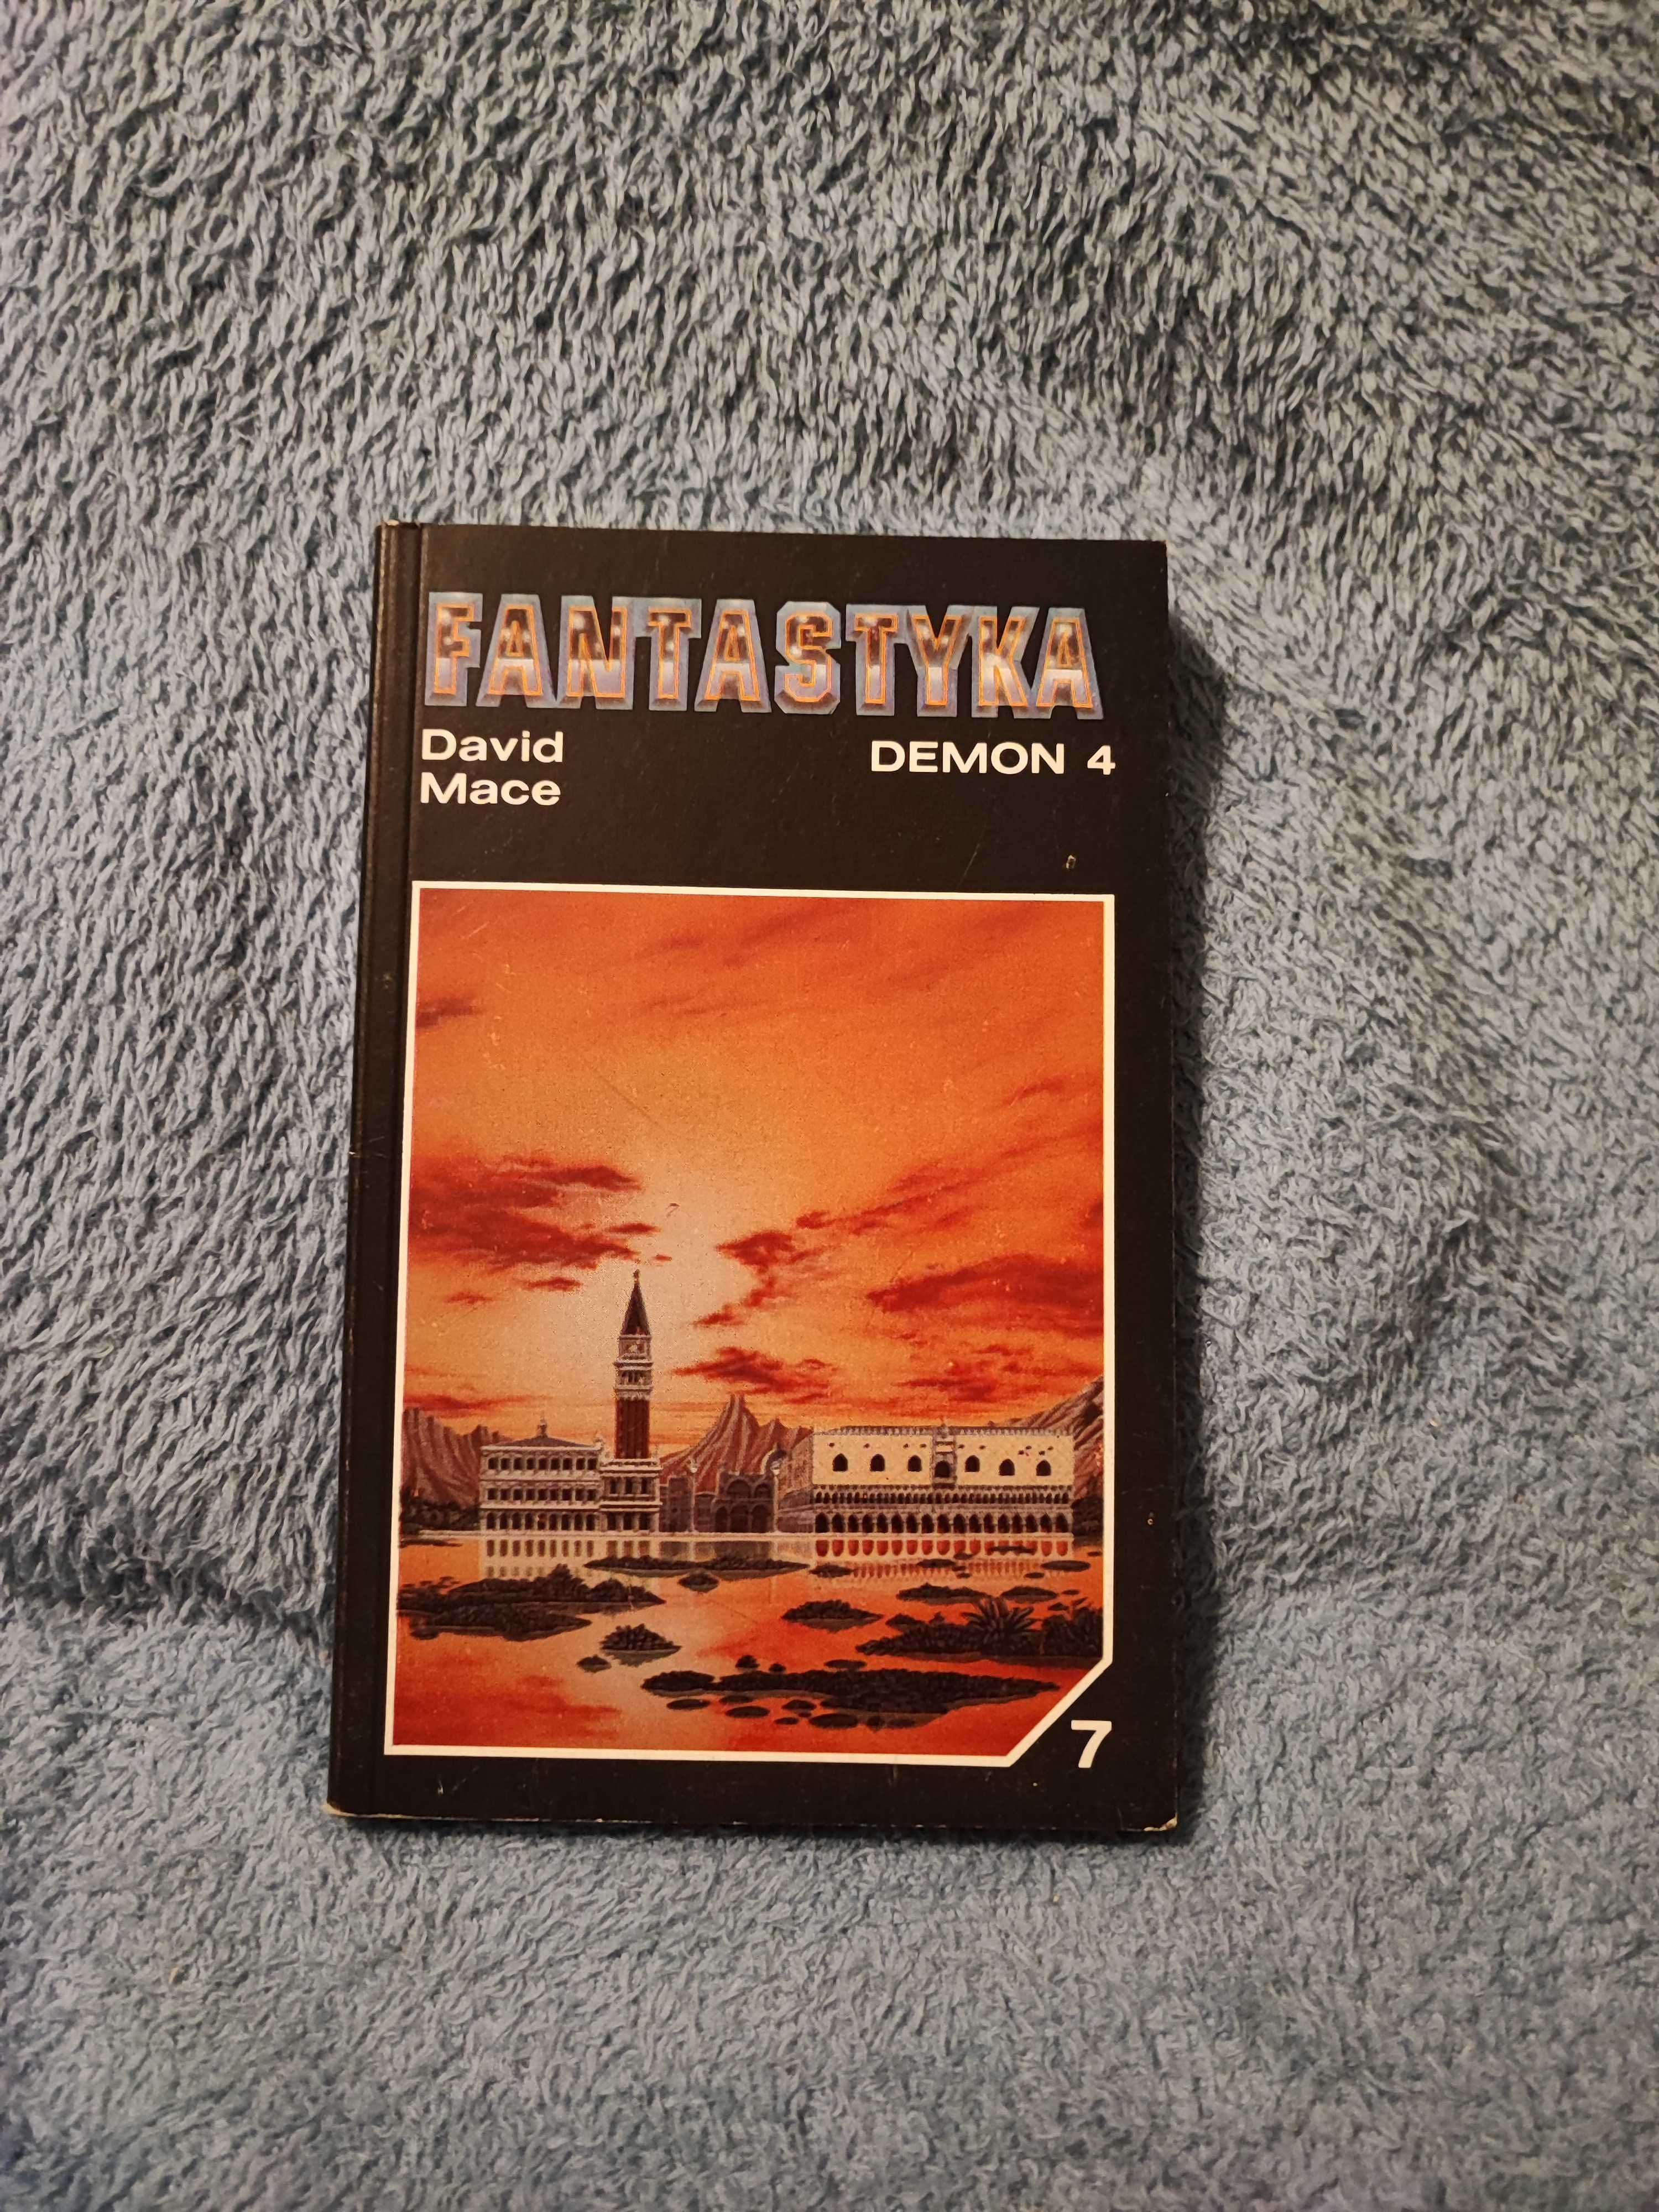 FANTASTYKA
David
Mace
DEMON 4
7